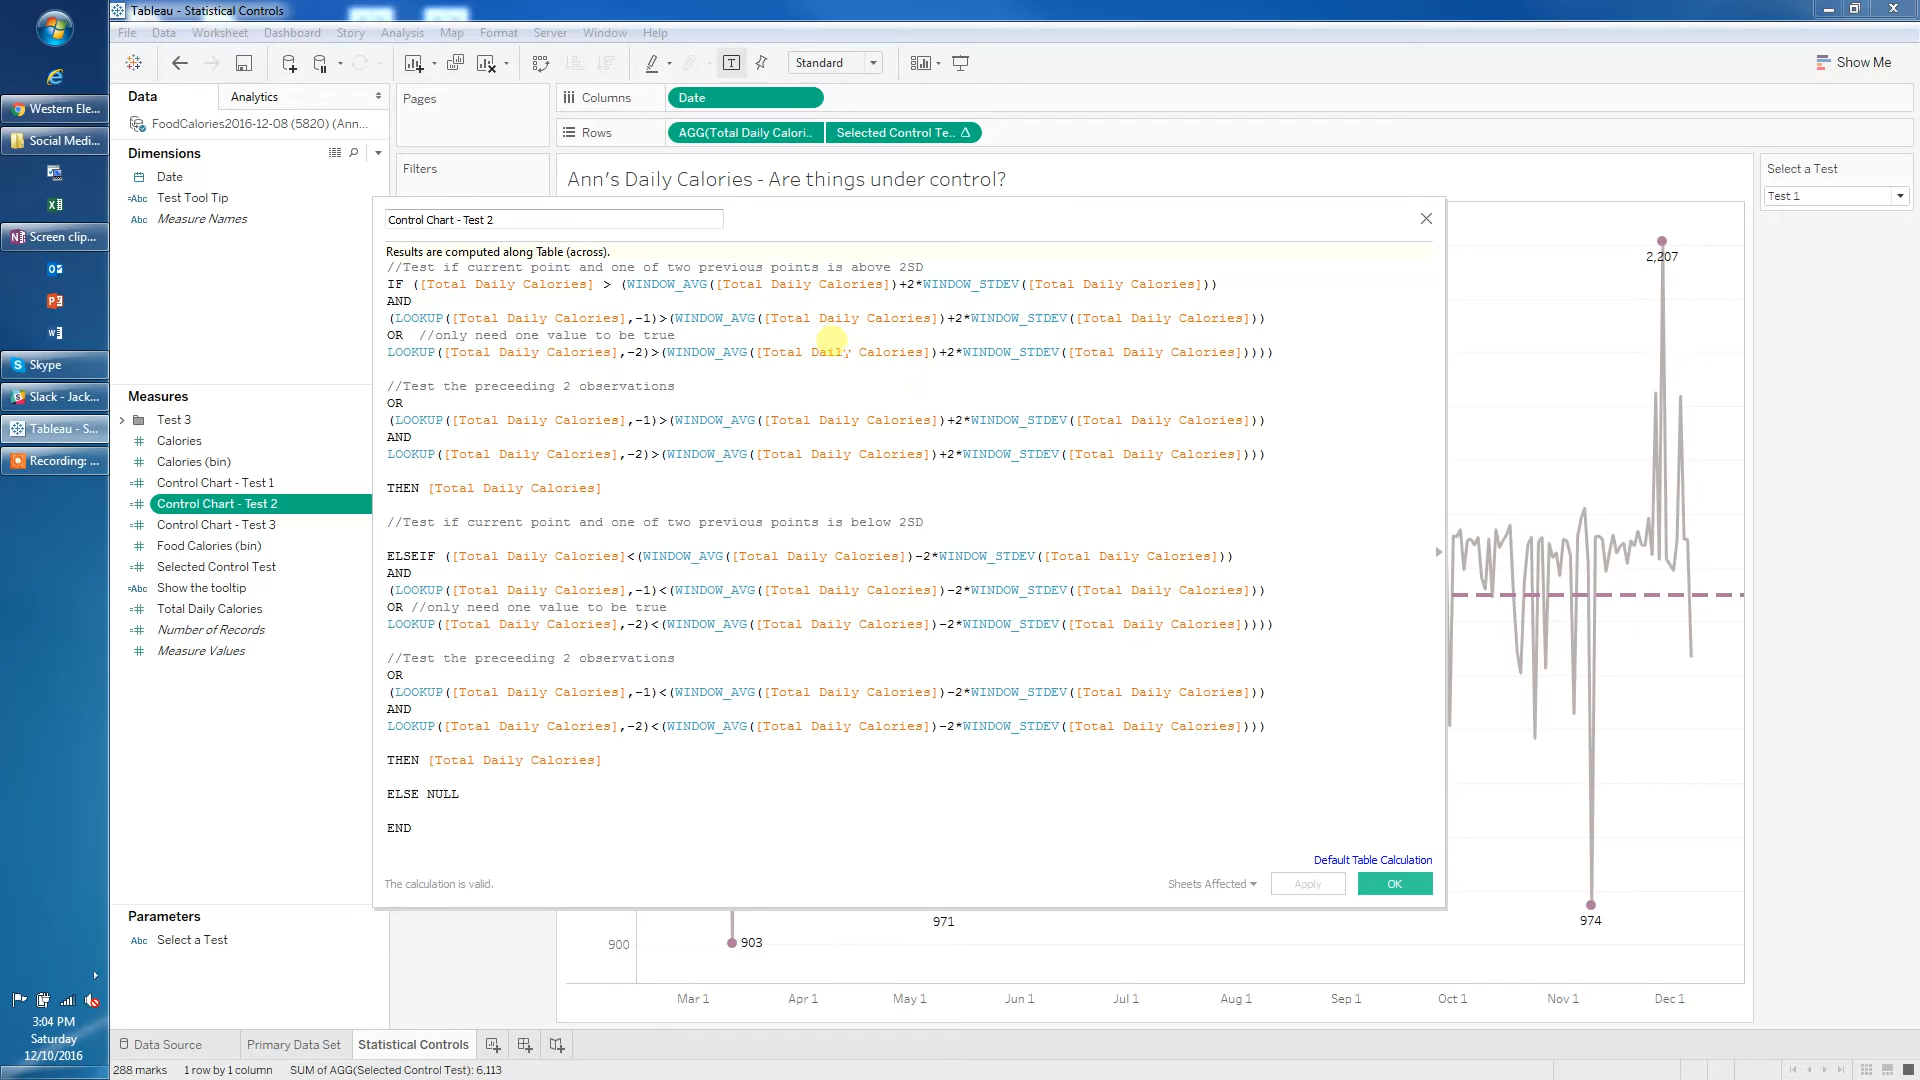 Tableau - Statistical Controls
File Data Worksheet Dashboard Story Analysis Map Format Server Window Help
Standard
Show Me
Data
Analytics
FoodCalories2016-12-08 (5820) (Ann...
Dimensions
Date
Test Tool Tip
Measure Names
Measures
Test 3
Calories
Calories (bin)
Control Chart - Test 1
Control Chart - Test 2
Control Chart - Test 3
Food Calories (bin)
Selected Control Test
Show the tooltip
Total Daily Calories
Number of Records
Measure Values
Parameters
Select a Test
Pages
Filters
Columns
Date
Rows
AGG(Total Daily Calori..
Selected Control Te.. Δ
Ann's Daily Calories - Are things under control?
Select a Test
Test 1
Control Chart - Test 2
Results are computed along Table (across).
//Test if current point and one of two previous points is above 2SD
IF ([Total Daily Calories] > (WINDOW_AVG([Total Daily Calories])+2*WINDOW_STDEV([Total Daily Calories]))
AND
(LOOKUP([Total Daily Calories],-1)>(WINDOW_AVG([Total Daily Calories])+2*WINDOW_STDEV([Total Daily Calories]))
OR  //only need one value to be true
LOOKUP([Total Daily Calories],-2)>(WINDOW_AVG([Total Daily Calories])+2*WINDOW_STDEV([Total Daily Calories]))))
//Test the preceeding 2 observations
OR
(LOOKUP([Total Daily Calories],-1)>(WINDOW_AVG([Total Daily Calories])+2*WINDOW_STDEV([Total Daily Calories]))
AND
LOOKUP([Total Daily Calories],-2)>(WINDOW_AVG([Total Daily Calories])+2*WINDOW_STDEV([Total Daily Calories])))
THEN [Total Daily Calories]
//Test if current point and one of two previous points is below 2SD
ELSEIF ([Total Daily Calories]<(WINDOW_AVG([Total Daily Calories])-2*WINDOW_STDEV([Total Daily Calories]))
AND
(LOOKUP([Total Daily Calories],-1)<(WINDOW_AVG([Total Daily Calories])-2*WINDOW_STDEV([Total Daily Calories]))
OR //only need one value to be true
LOOKUP([Total Daily Calories],-2)<(WINDOW_AVG([Total Daily Calories])-2*WINDOW_STDEV([Total Daily Calories]))))
//Test the preceeding 2 observations
OR
(LOOKUP([Total Daily Calories],-1)<(WINDOW_AVG([Total Daily Calories])-2*WINDOW_STDEV([Total Daily Calories]))
AND
LOOKUP([Total Daily Calories],-2)<(WINDOW_AVG([Total Daily Calories])-2*WINDOW_STDEV([Total Daily Calories])))
THEN [Total Daily Calories]
ELSE NULL
END
Default Table Calculation
The calculation is valid.
Sheets Affected
Apply
OK
2,207
974
971
903
900
Mar 1 Apr 1 May 1 Jun 1 Jul 1 Aug 1 Sep 1 Oct 1 Nov 1 Dec 1
Data Source
Primary Data Set
Statistical Controls
288 marks 1 row by 1 column SUM of AGG(Selected Control Test): 6,113
Western Ele...
Social Medi...
Screen clip...
Skype
Slack - Jack...
Tableau - S...
Recording: ...
3:04 PM
Saturday
12/10/2016